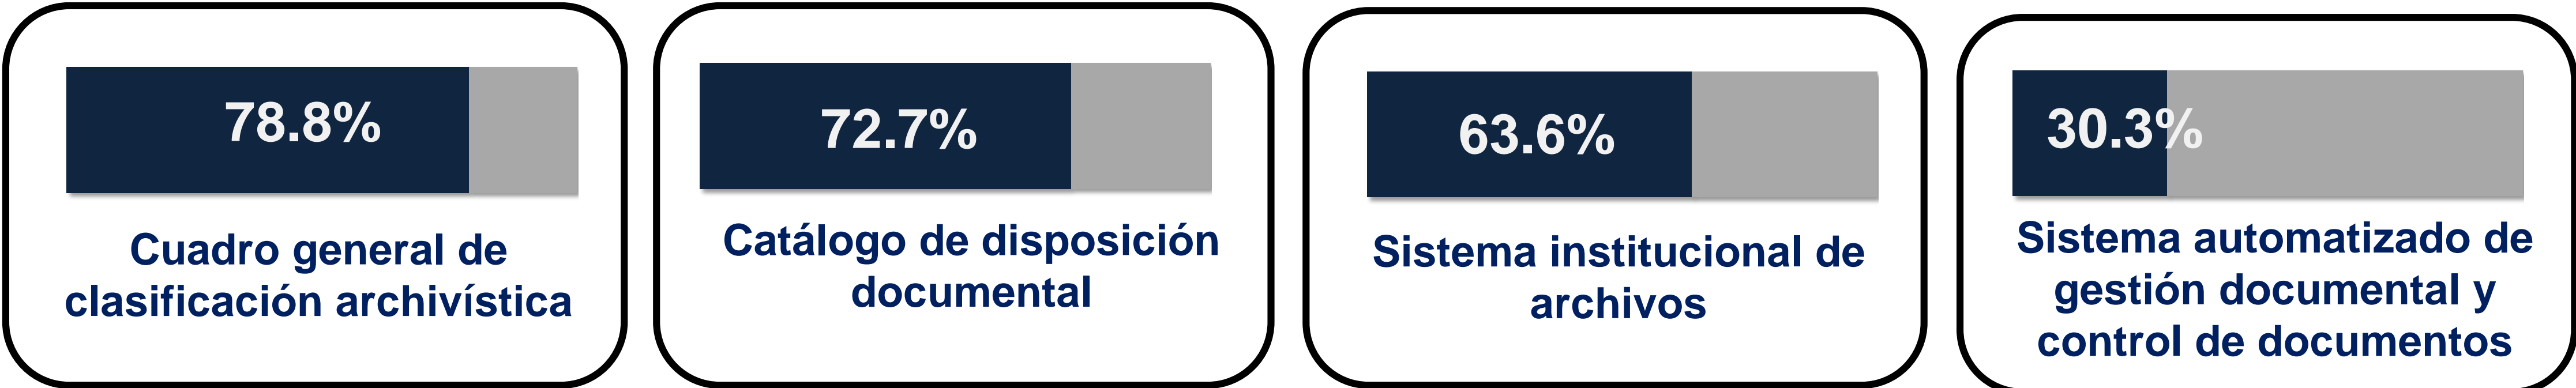 78.8%
Cuadro general de
clasificación archivística
72.7%
Catálogo de disposición
documental
63.6%
Sistema institucional de
archivos
30.3%
Sistema automatizado de
gestión documental y
control de documentos